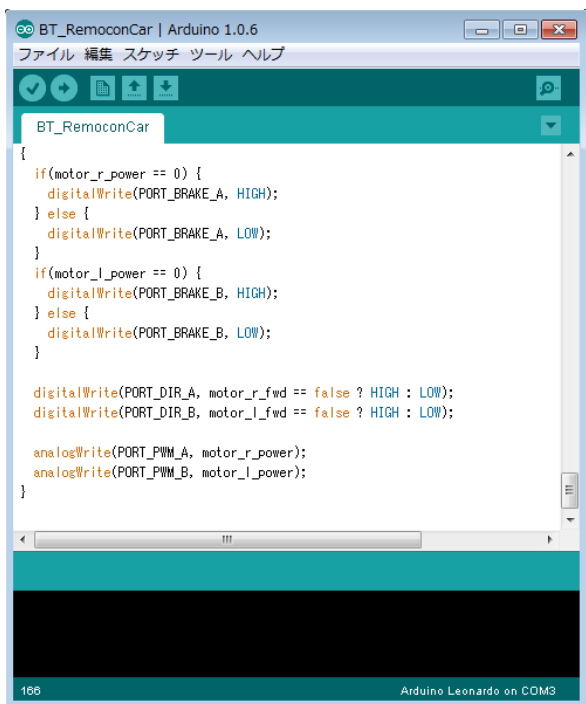 BT_RemoconCar | Arduino 1.0.6
ファイル 編集 スケッチ ツール ヘルプ
BT_RemoconCar
{
  if(motor_r_power == 0) {
    digitalWrite(PORT_BRAKE_A, HIGH);
  } else {
    digitalWrite(PORT_BRAKE_A, LOW);
  }
  if(motor_l_power == 0) {
    digitalWrite(PORT_BRAKE_B, HIGH);
  } else {
    digitalWrite(PORT_BRAKE_B, LOW);
  }
  digitalWrite(PORT_DIR_A, motor_r_fwd == false ? HIGH : LOW);
  digitalWrite(PORT_DIR_B, motor_l_fwd == false ? HIGH : LOW);
  analogWrite(PORT_PWM_A, motor_r_power);
  analogWrite(PORT_PWM_B, motor_l_power);
}
166 Arduino Leonardo on COM3